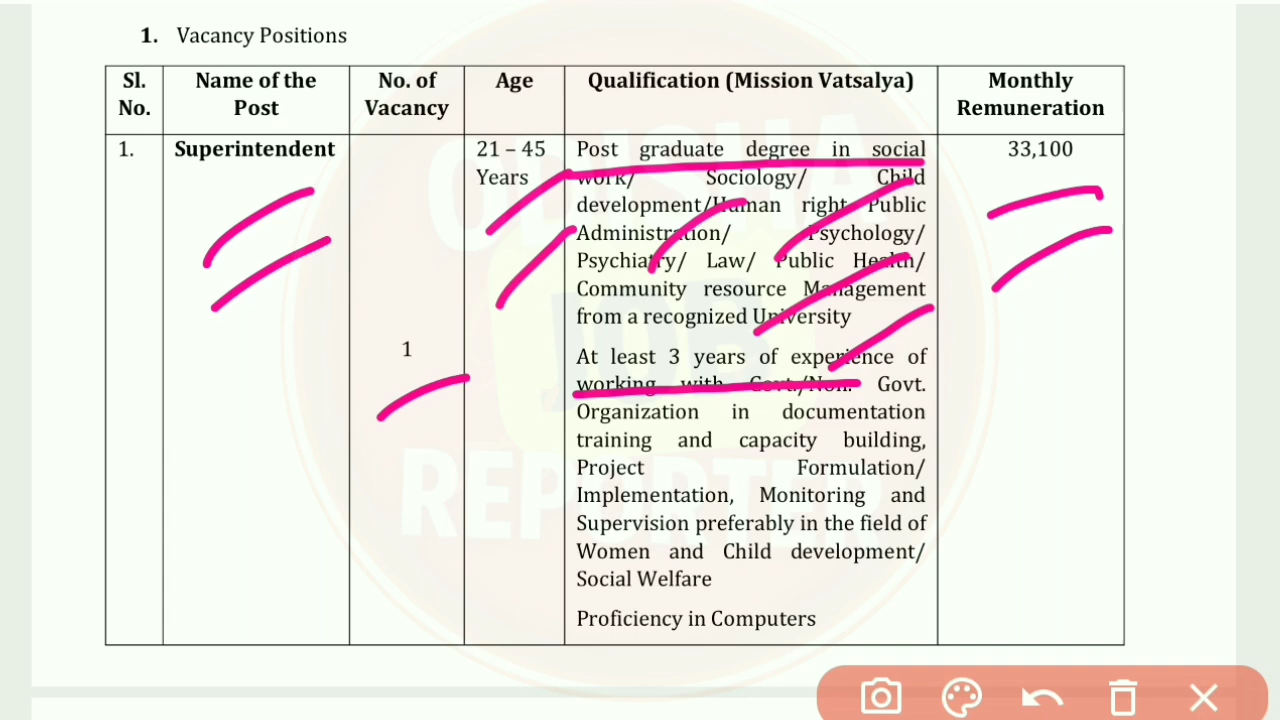 1. Vacancy Positions
Sl. No.
Name of the Post
No. of Vacancy
Age
Qualification (Mission Vatsalya)
Monthly Remuneration
1.
Superintendent
1
21 – 45
Years
Post graduate degree in social
work/ Sociology/ Child
development/Human right Public
Administration/ Psychology/
Psychiatry/ Law/ Public Health/
Community resource Management
from a recognized University
At least 3 years of experience of
working with Govt./Non. Govt.
Organization in documentation
training and capacity building,
Project Formulation/
Implementation, Monitoring and
Supervision preferably in the field of
Women and Child development/
Social Welfare
Proficiency in Computers
33,100
ODISHA
JOB
REPORTER